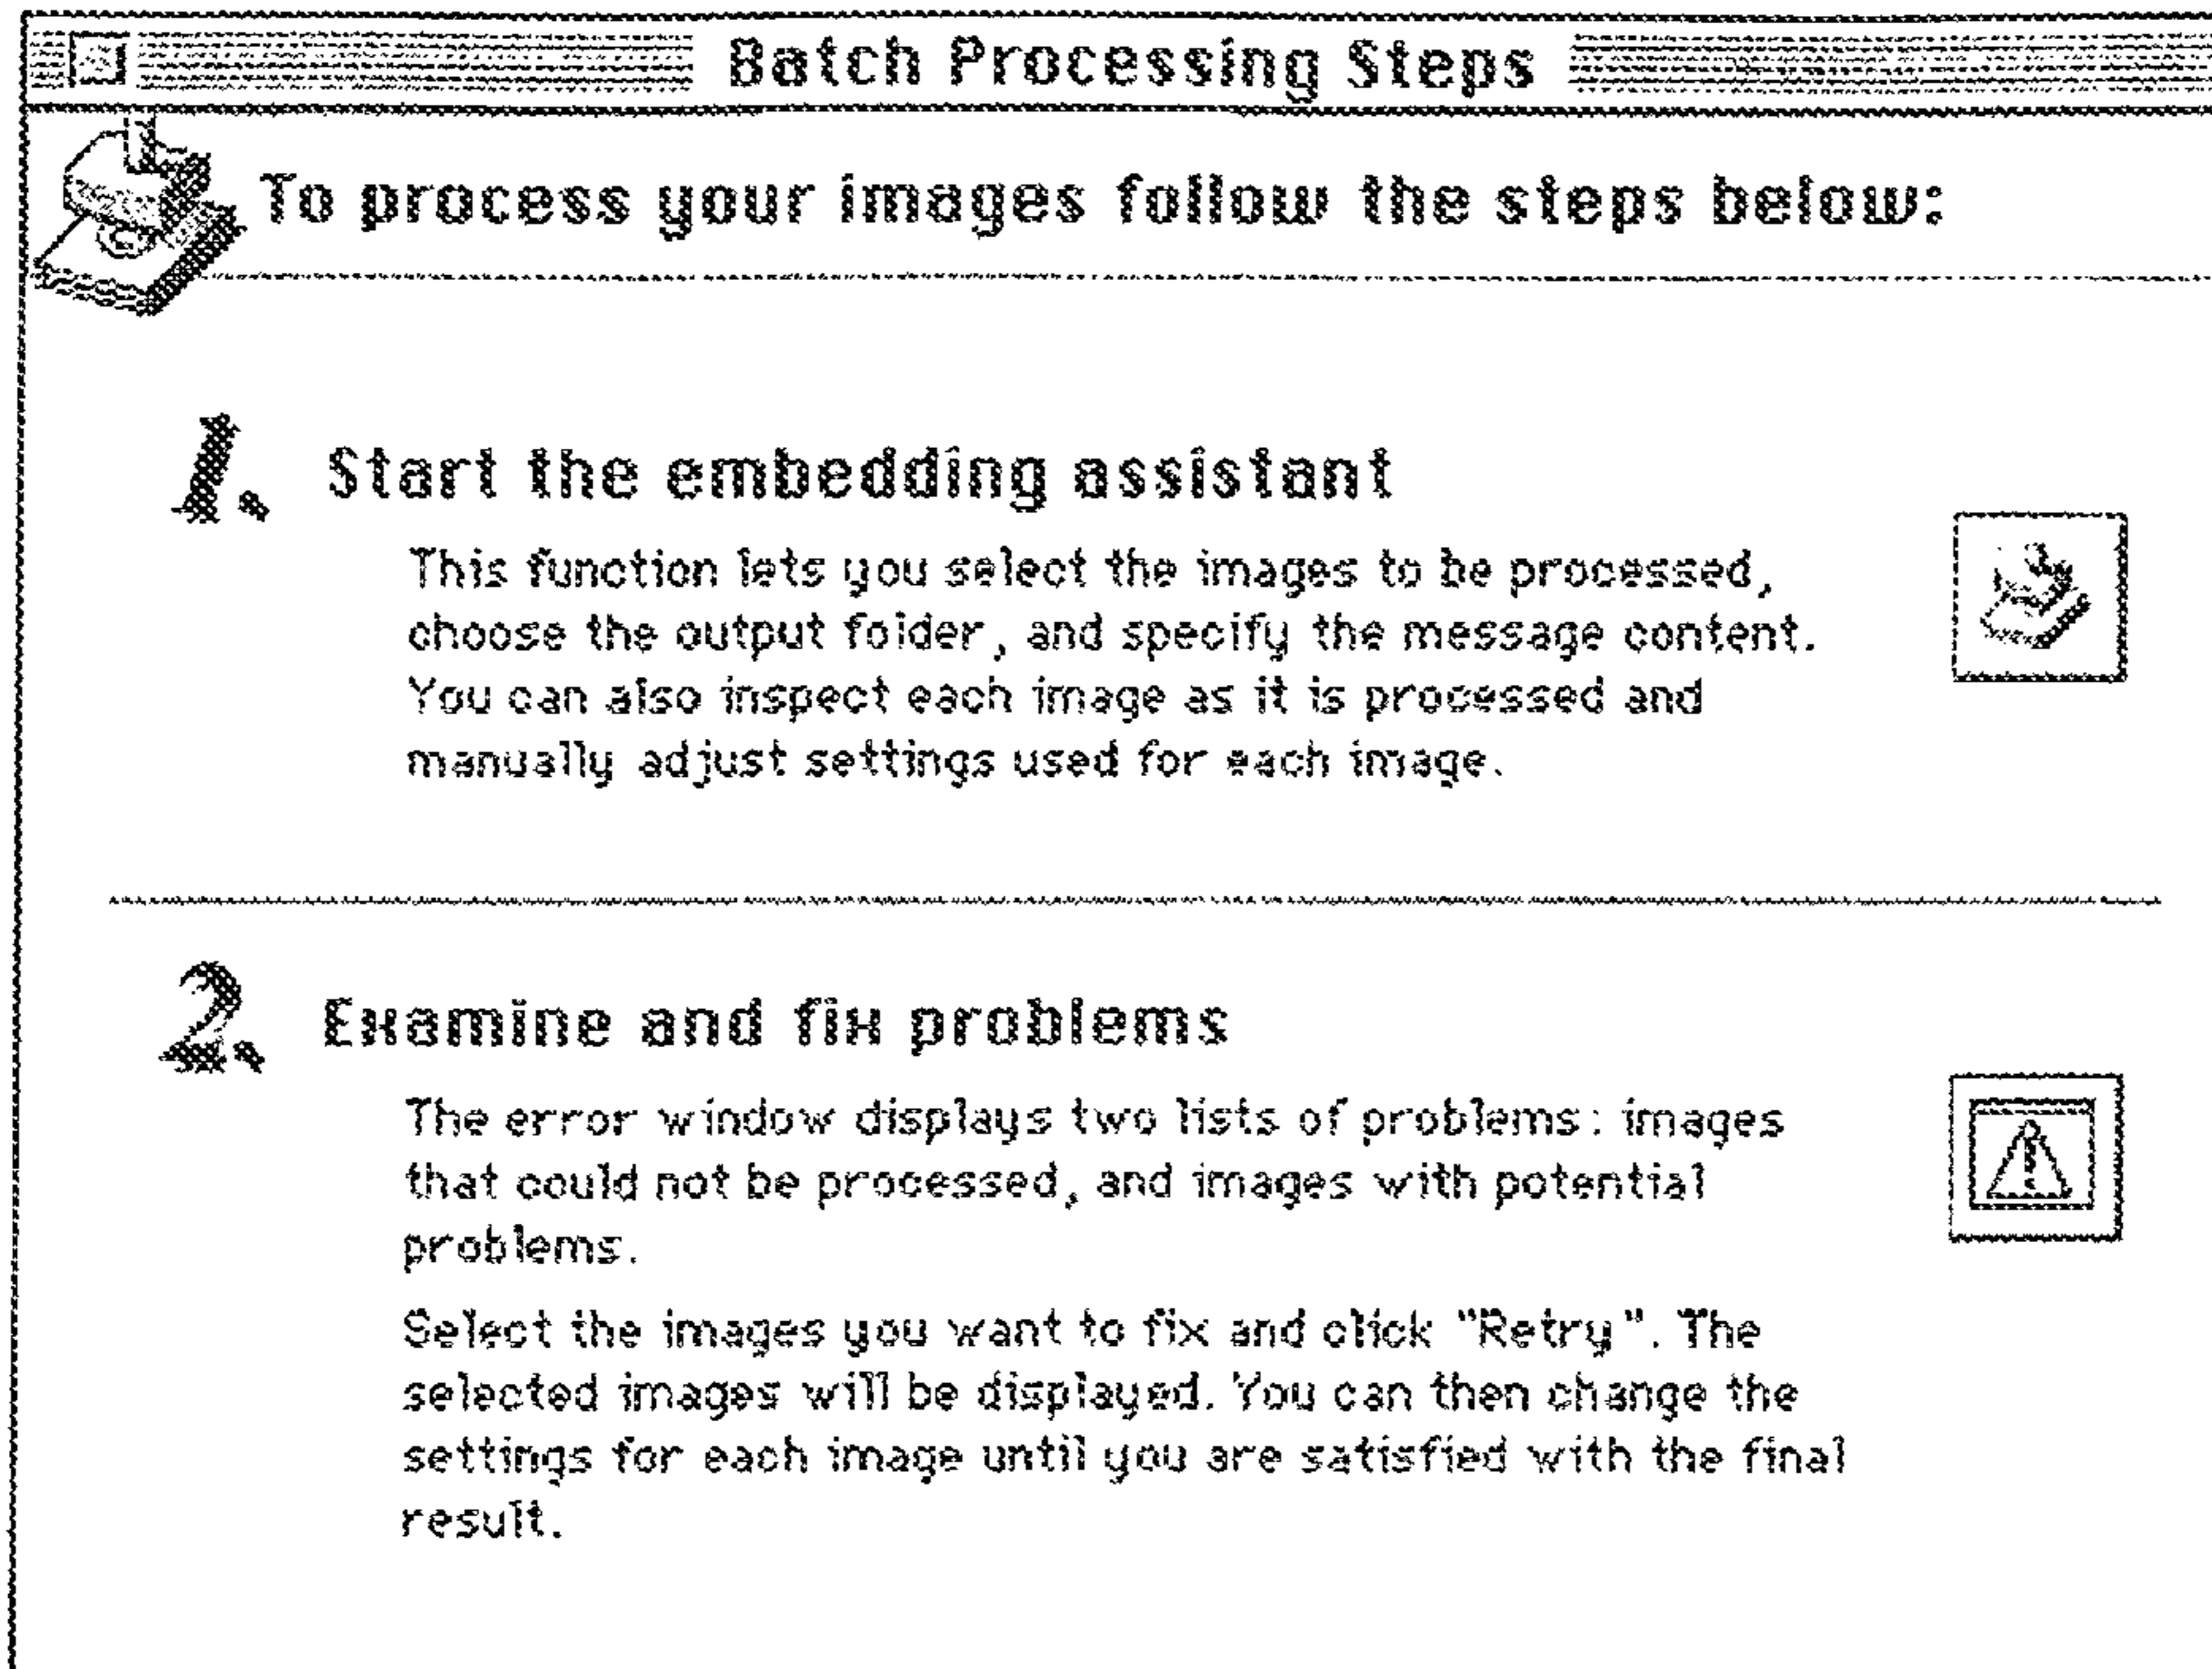 Batch Processing Steps
To process your images follow the steps below:
1. Start the embedding assistant
This function lets you select the images to be processed,
choose the output folder, and specify the message content.
You can also inspect each image as it is processed and
manually adjust settings used for each image.
2. Examine and fix problems
The error window displays two lists of problems: images
that could not be processed, and images with potential
problems.
Select the images you want to fix and click "Retry". The
selected images will be displayed. You can then change the
settings for each image until you are satisfied with the final
result.